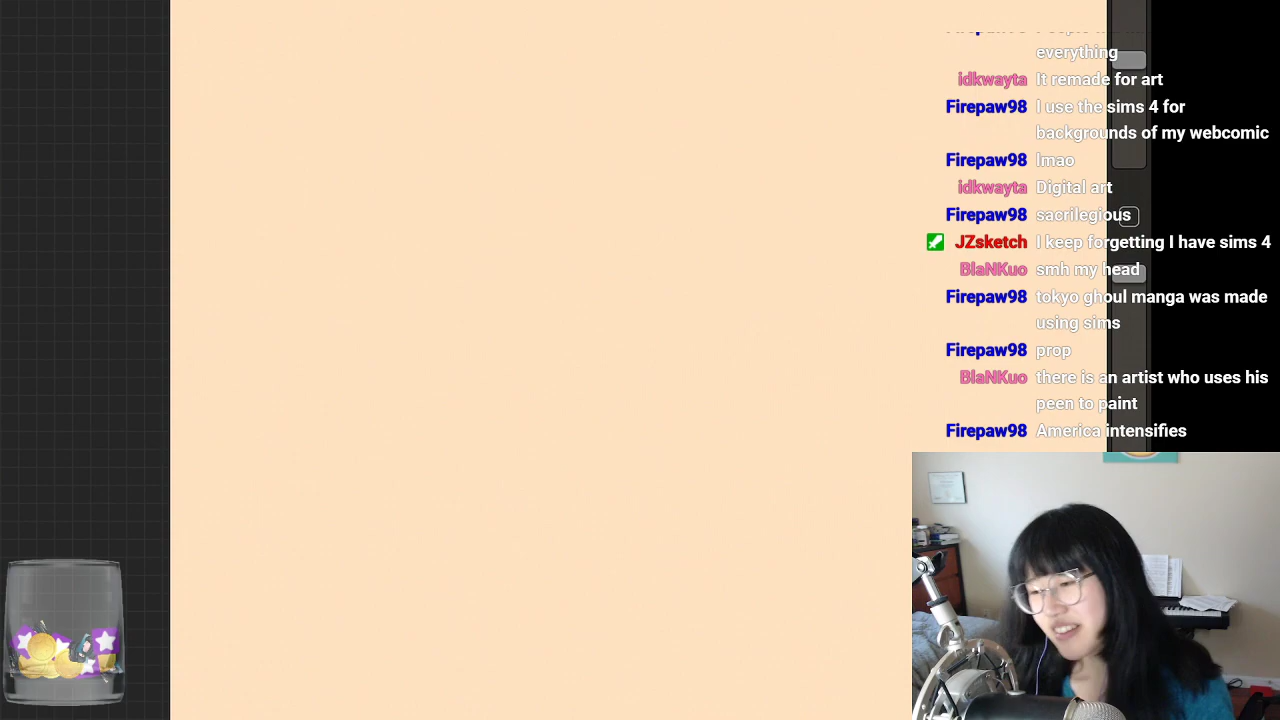 everything
idkwayta It remade for art
Firepaw98 I use the sims 4 for
backgrounds of my webcomic
Firepaw98 lmao
idkwayta Digital art
Firepaw98 sacrilegious
JZsketch I keep forgetting I have sims 4
BlaNKuo smh my head
Firepaw98 tokyo ghoul manga was made
using sims
Firepaw98 prop
BlaNKuo there is an artist who uses his
peen to paint
Firepaw98 America intensifies